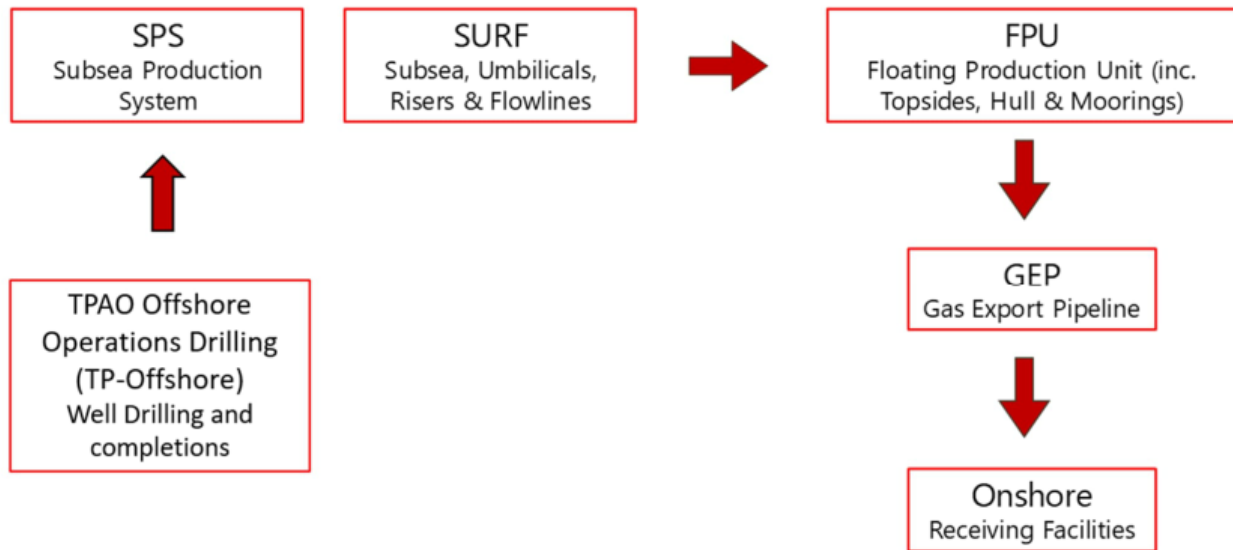 SPS
Subsea Production
System
SURF
Subsea, Umbilicals,
Risers & Flowlines
FPU
Floating Production Unit (inc.
Topsides, Hull & Moorings)
TPAO Offshore
Operations Drilling
(TP-Offshore)
Well Drilling and
completions
GEP
Gas Export Pipeline
Onshore
Receiving Facilities